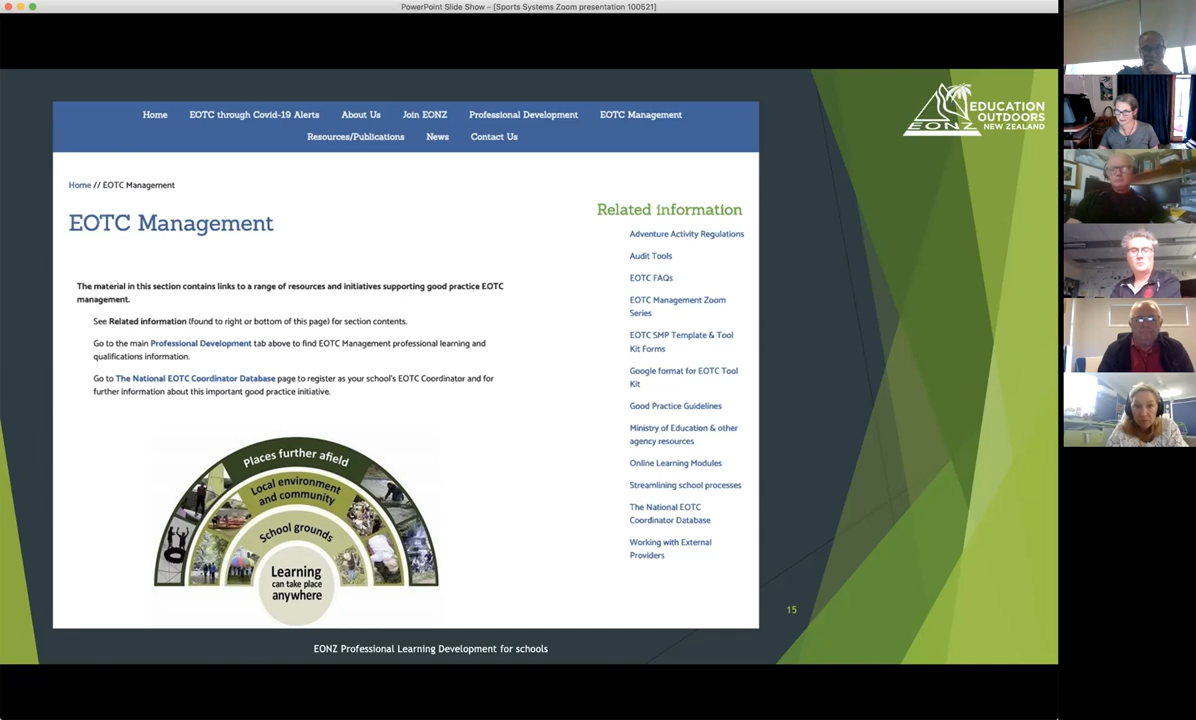 PowerPoint Slide Show – [Sports Systems Zoom presentation 100521]
EDUCATION
OUTDOORS
NEW ZEALAND
EONZ
Home EOTC through Covid-19 Alerts About Us Join EONZ Professional Development EOTC Management
Resources/Publications News Contact Us
Home // EOTC Management
EOTC Management
The material in this section contains links to a range of resources and initiatives supporting good practice EOTC
management.
See Related information (found to right or bottom of this page) for section contents.
Go to the main Professional Development tab above to find EOTC Management professional learning and
qualifications information.
Go to The National EOTC Coordinator Database page to register as your school's EOTC Coordinator and for
further information about this important good practice initiative.
Places further afield
Local environment
and community
School grounds
Learning
can take place
anywhere
Related information
Adventure Activity Regulations
Audit Tools
EOTC FAQs
EOTC Management Zoom
Series
EOTC SMP Template & Tool
Kit Forms
Google format for EOTC Tool
Kit
Good Practice Guidelines
Ministry of Education & other
agency resources
Online Learning Modules
Streamlining school processes
The National EOTC
Coordinator Database
Working with External
Providers
15
EONZ Professional Learning Development for schools